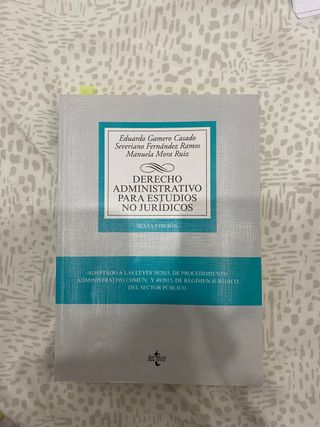 Eduardo Gamero Casado
Severiano Fernández Ramos
Manuela Mora Ruiz
DERECHO
ADMINISTRATIVO
PARA ESTUDIOS
NO JURÍDICOS
SEXTA EDICIÓN
ADAPTADO A LAS LEYES 39/2015, DE PROCEDIMIENTO
ADMINISTRATIVO COMÚN, Y 40/2015, DE RÉGIMEN JURÍDICO
DEL SECTOR PÚBLICO
tecnos